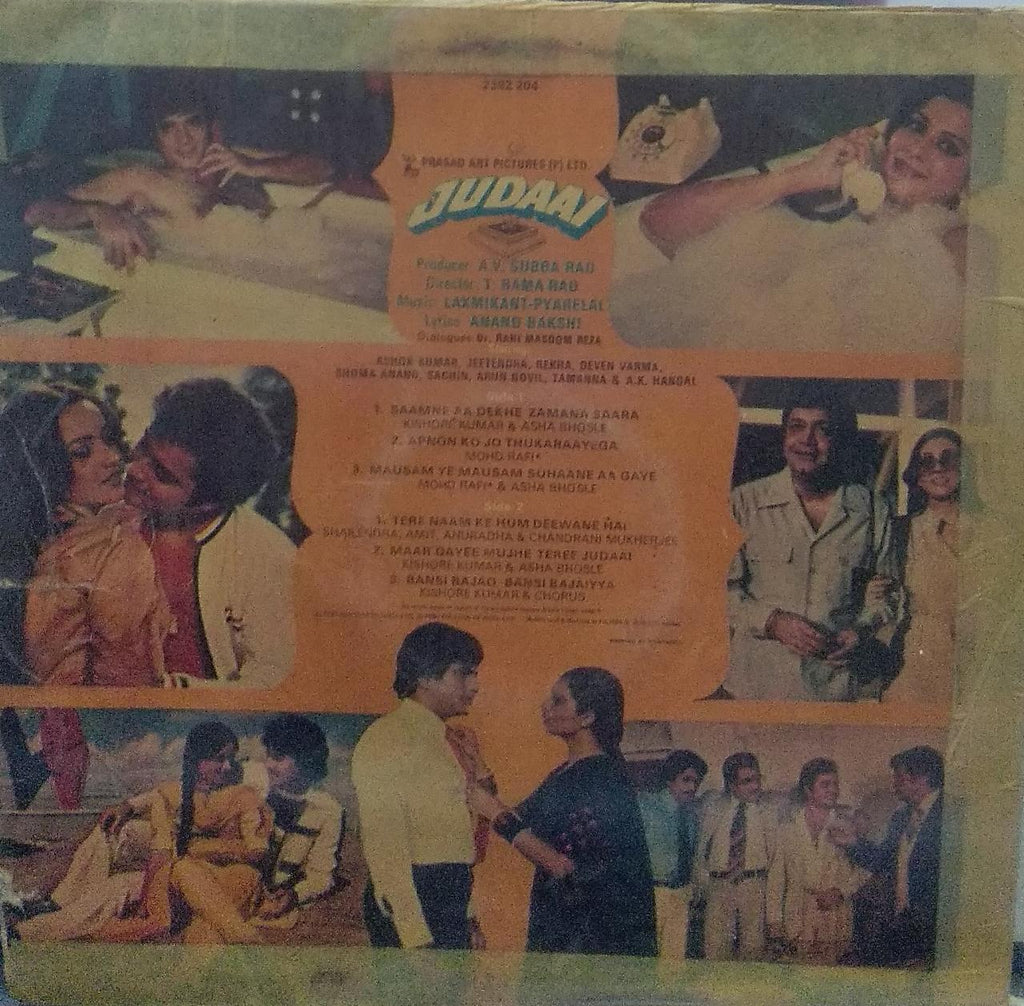 2392 204
PRASAD ART PICTURES (P) LTD
JUDAAI
Producer A.V. SUBBA RAO
Director: T. RAMA RAO
Music: LAXMIKANT-PYARELAL
Lyrics ANAND BAKSHI
Dialogues Dr. RAHI MASOOM REZA
ASHOK KUMAR, JEETENDRA, REKHA, DEVEN VARMA,
SHOMA ANAND, SACHIN, ARUN GOVIL, TAMANNA & A.K. HANGAL
Side 1
1. SAAMNE AA DEKHE ZAMANA SAARA
KISHORE KUMAR & ASHA BHOSLE
2. APNON KO JO THUKARAAYEGA
MOHD RAFI*
3. MAUSAM YE MAUSAM SUHAANE AA GAYE
MOHD RAFI* & ASHA BHOSLE
Side 2
1. TERE NAAM KE HUM DEEWANE HAI
SHAILENDRA, AMIT, ANURADHA & CHANDRANI MUKHERJEE
2. MAAR GAYEE MUJHE TEREE JUDAAI
KISHORE KUMAR & ASHA BHOSLE
3. BANSI BAJAO-BANSI BAJAIYYA
KISHORE KUMAR & CHORUS